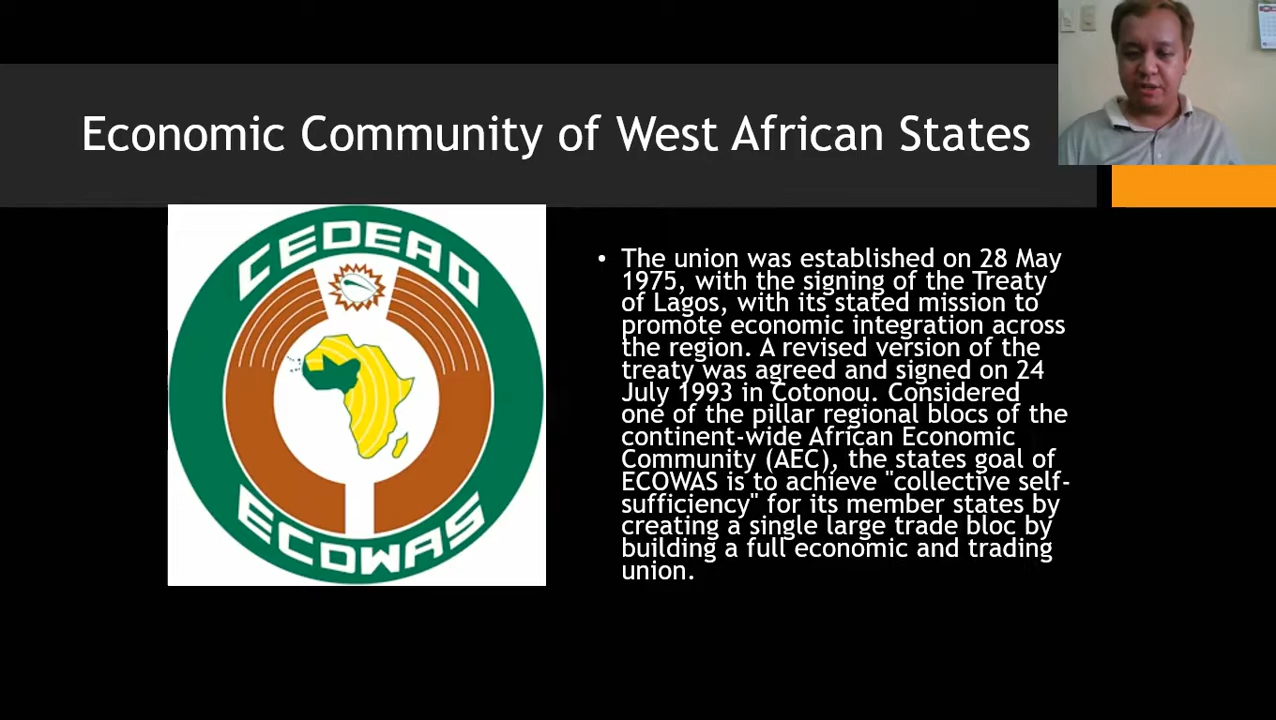 Economic Community of West African States
CEDEAO
ECOWAS
• The union was established on 28 May
1975, with the signing of the Treaty
of Lagos, with its stated mission to
promote economic integration across
the region. A revised version of the
treaty was agreed and signed on 24
July 1993 in Cotonou. Considered
one of the pillar regional blocs of the
continent-wide African Economic
Community (AEC), the states goal of
ECOWAS is to achieve "collective self-
sufficiency" for its member states by
creating a single large trade bloc by
building a full economic and trading
union.